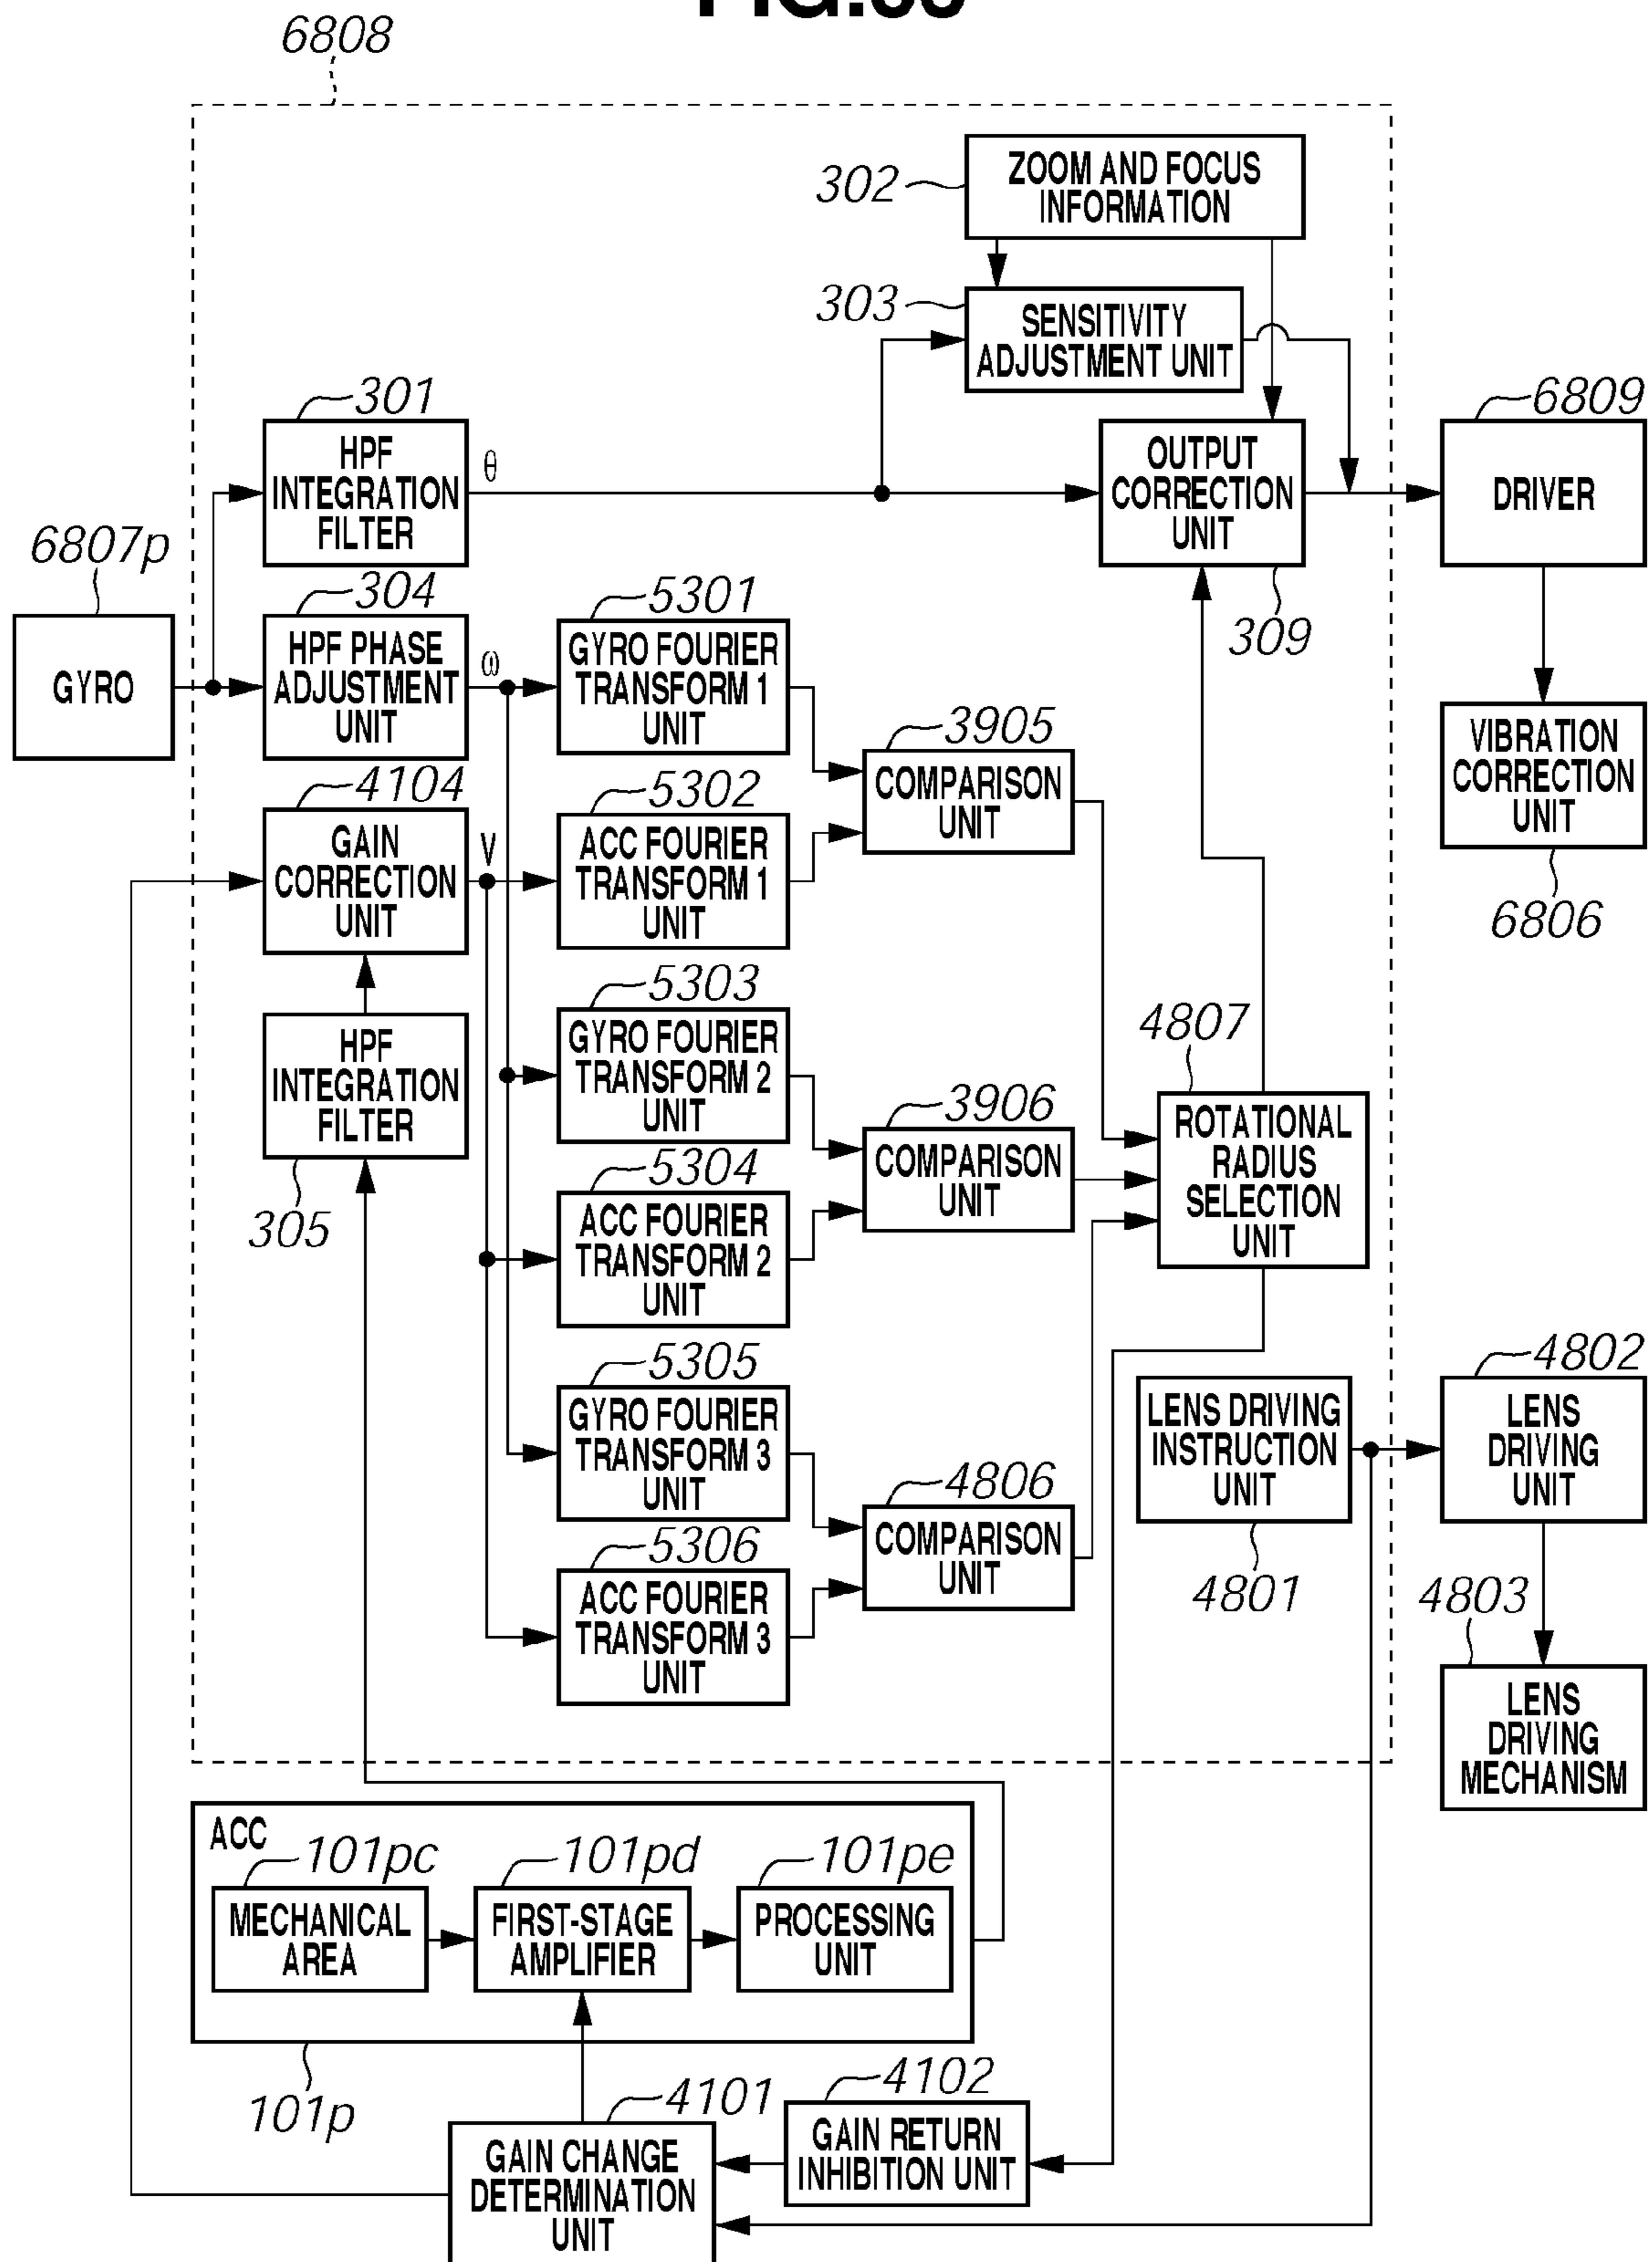 6808
302
ZOOM AND FOCUS
INFORMATION
303
SENSITIVITY
ADJUSTMENT UNIT
301
HPF
INTEGRATION
FILTER
θ
OUTPUT
CORRECTION
UNIT
309
6809
DRIVER
6807p
GYRO
304
HPF PHASE
ADJUSTMENT
UNIT
ω
5301
GYRO FOURIER
TRANSFORM 1
UNIT
3905
COMPARISON
UNIT
VIBRATION
CORRECTION
UNIT
6806
4104
GAIN
CORRECTION
UNIT
V
5302
ACC FOURIER
TRANSFORM 1
UNIT
HPF
INTEGRATION
FILTER
305
5303
GYRO FOURIER
TRANSFORM 2
UNIT
3906
COMPARISON
UNIT
4807
ROTATIONAL
RADIUS
SELECTION
UNIT
5304
ACC FOURIER
TRANSFORM 2
UNIT
5305
GYRO FOURIER
TRANSFORM 3
UNIT
4806
COMPARISON
UNIT
LENS DRIVING
INSTRUCTION
UNIT
4801
4802
LENS
DRIVING
UNIT
5306
ACC FOURIER
TRANSFORM 3
UNIT
4803
LENS
DRIVING
MECHANISM
ACC
101pc
MECHANICAL
AREA
101pd
FIRST-STAGE
AMPLIFIER
101pe
PROCESSING
UNIT
101p
4101
GAIN CHANGE
DETERMINATION
UNIT
4102
GAIN RETURN
INHIBITION UNIT